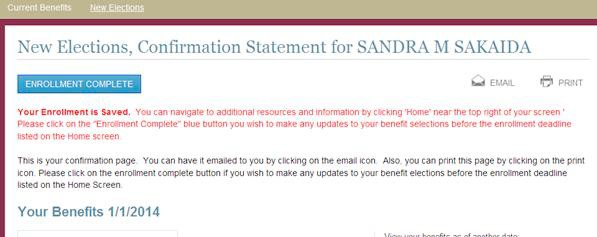 Current Benefits New Elections
New Elections, Confirmation Statement for SANDRA M SAKAIDA
ENROLLMENT COMPLETE EMAIL PRINT
Your Enrollment is Saved. You can navigate to additional resources and information by clicking 'Home' near the top right of your screen '
Please click on the "Enrollment Complete" blue button you wish to make any updates to your benefit selections before the enrollment deadline
listed on the Home screen.
This is your confirmation page. You can have it emailed to you by clicking on the email icon. Also, you can print this page by clicking on the print
icon. Please click on the enrollment complete button if you wish to make any updates to your benefit elections before the enrollment deadline
listed on the Home Screen.
Your Benefits 1/1/2014
View your benefits as of another date: